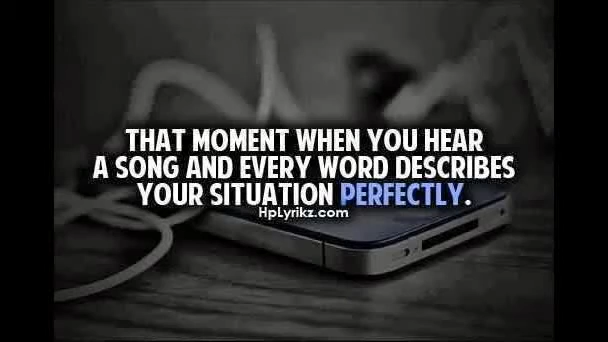 THAT MOMENT WHEN YOU HEAR
A SONG AND EVERY WORD DESCRIBES
YOUR SITUATION PERFECTLY.
HpLyrikz.com